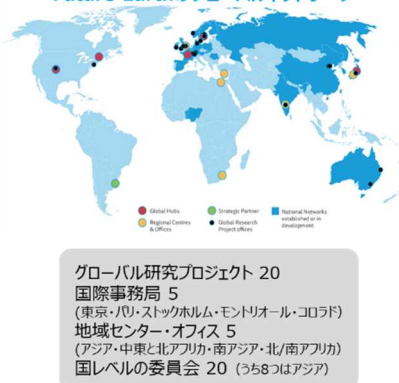 Global Hubs
Regional Centres
& Offices
Strategic Partner
Global Research
Project offices
National Networks
established or in
development
グローバル研究プロジェクト 20
国際事務局 5
(東京・パリ・ストックホルム・モントリオール・コロラド)
地域センター・オフィス 5
(アジア・中東と北アフリカ・南アジア・北/南アフリカ)
国レベルの委員会 20 (うち8つはアジア)